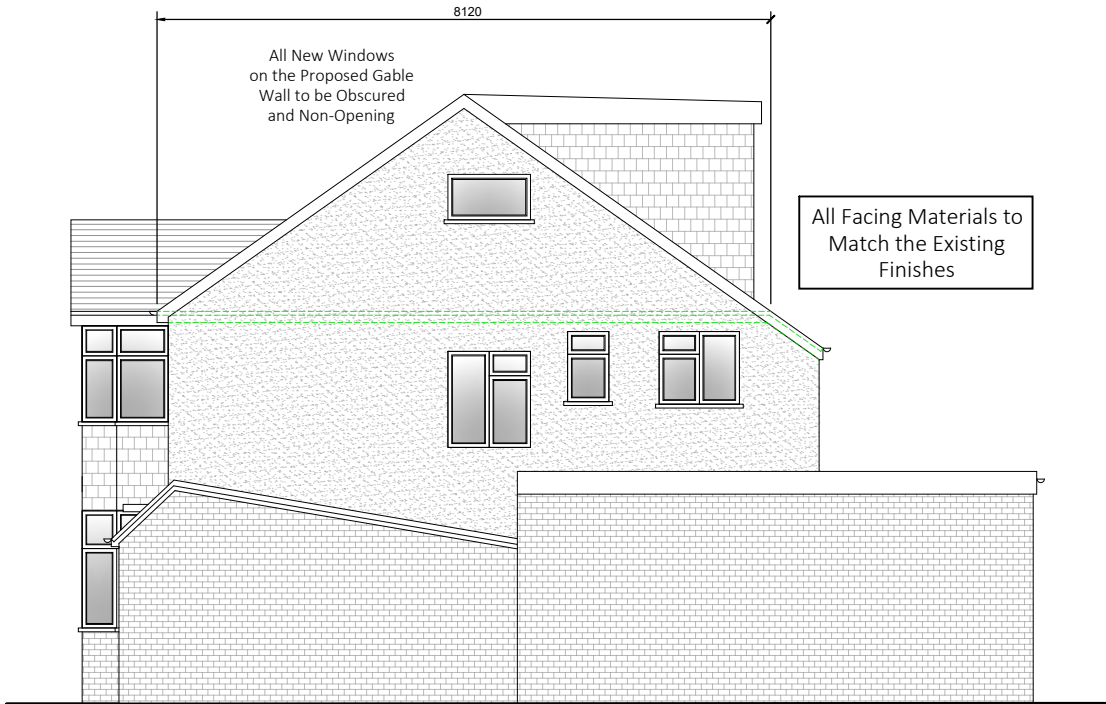 8120
All New Windows
on the Proposed Gable
Wall to be Obscured
and Non-Opening
All Facing Materials to
Match the Existing
Finishes